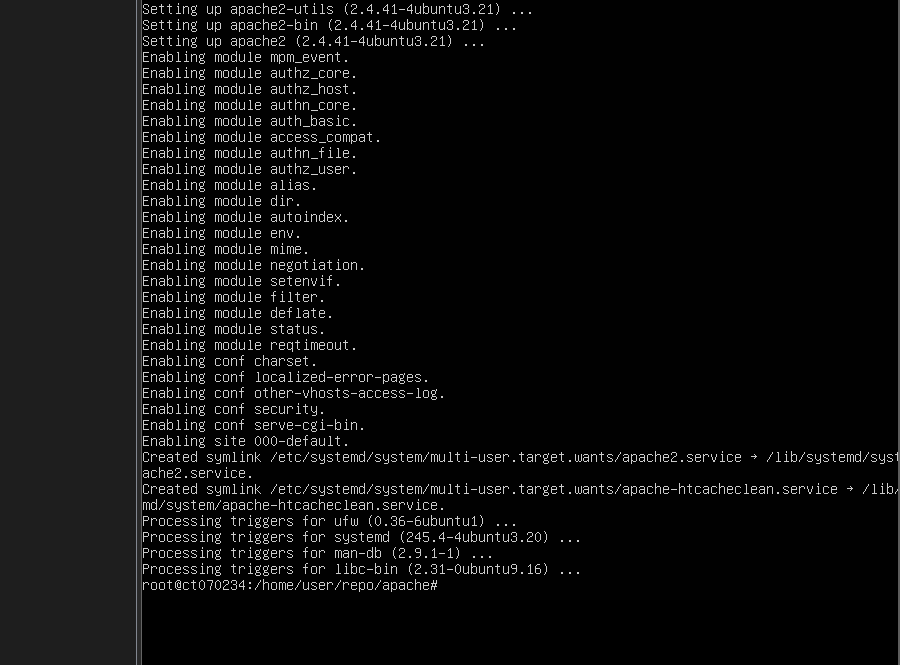 Setting up apache2-utils (2.4.41-4ubuntu3.21) ...
Setting up apache2-bin (2.4.41-4ubuntu3.21) ...
Setting up apache2 (2.4.41-4ubuntu3.21) ...
Enabling module mpm_event.
Enabling module authz_core.
Enabling module authz_host.
Enabling module authn_core.
Enabling module auth_basic.
Enabling module access_compat.
Enabling module authn_file.
Enabling module authz_user.
Enabling module alias.
Enabling module dir.
Enabling module autoindex.
Enabling module env.
Enabling module mime.
Enabling module negotiation.
Enabling module setenvif.
Enabling module filter.
Enabling module deflate.
Enabling module status.
Enabling module reqtimeout.
Enabling conf charset.
Enabling conf localized-error-pages.
Enabling conf other-vhosts-access-log.
Enabling conf security.
Enabling conf serve-cgi-bin.
Enabling site 000-default.
Created symlink /etc/systemd/system/multi-user.target.wants/apache2.service → /lib/systemd/syst
ache2.service.
Created symlink /etc/systemd/system/multi-user.target.wants/apache-htcacheclean.service → /lib/
md/system/apache-htcacheclean.service.
Processing triggers for ufw (0.36-6ubuntu1) ...
Processing triggers for systemd (245.4-4ubuntu3.20) ...
Processing triggers for man-db (2.9.1-1) ...
Processing triggers for libc-bin (2.31-0ubuntu9.16) ...
root@ct070234:/home/user/repo/apache#